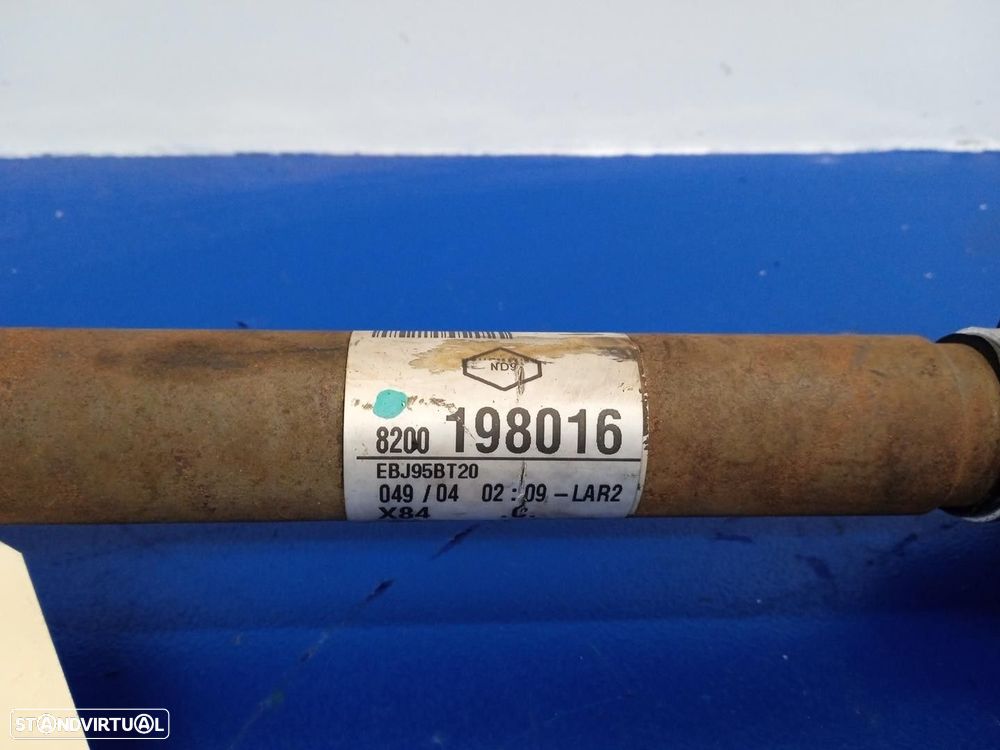 ND9
8200 198016
EBJ95BT20
049 / 04 02 : 09 - LAR2
X84 .C.
STANDVIRTUAL